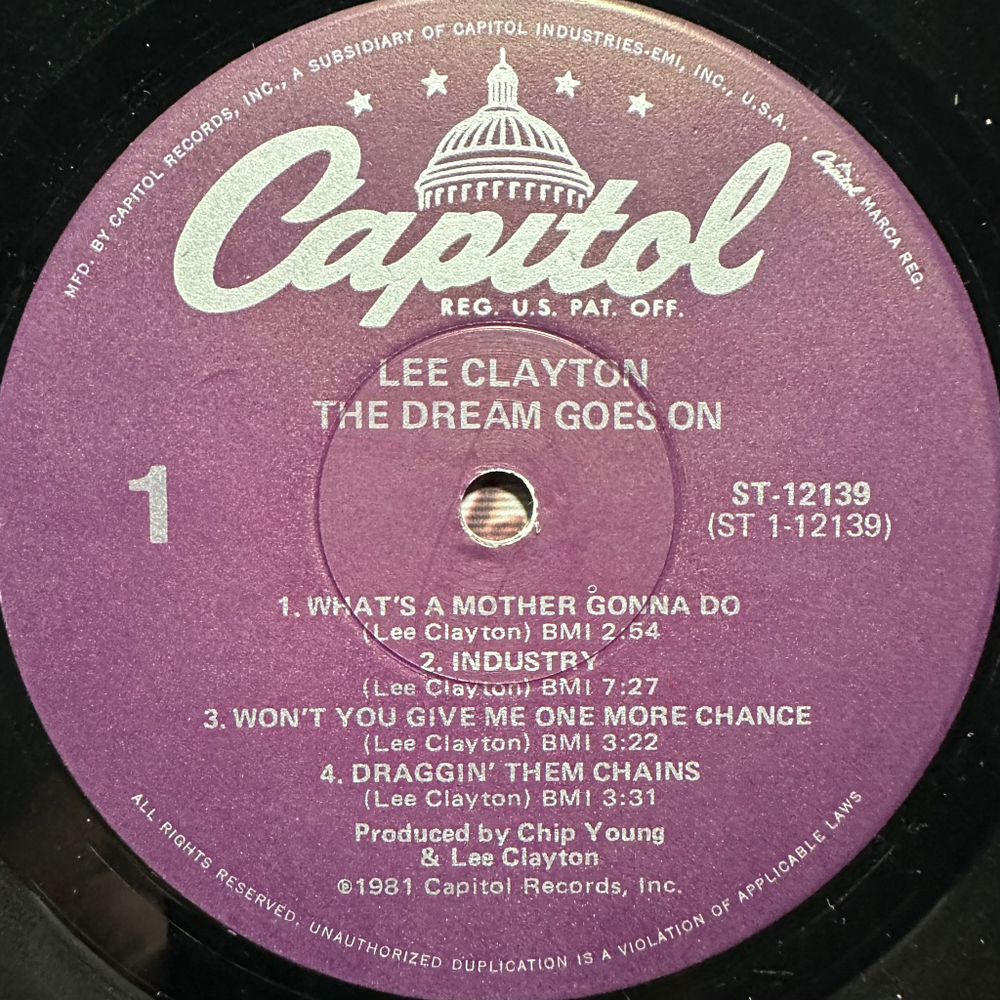 MFD. BY CAPITOL RECORDS, INC., A SUBSIDIARY OF CAPITOL INDUSTRIES-EMI, INC., U.S.A. . Capitol MARCA REG.
Capitol
REG. U.S. PAT. OFF.
LEE CLAYTON
THE DREAM GOES ON
1
ST-12139
(ST 1-12139)
1. WHAT'S A MOTHER GONNA DO
(Lee Clayton) BMI 2:54
2. INDUSTRY
(Lee Clayton) BMI 7:27
3. WON'T YOU GIVE ME ONE MORE CHANCE
(Lee Clayton) BMI 3:22
4. DRAGGIN' THEM CHAINS
(Lee Clayton) BMI 3:31
Produced by Chip Young
& Lee Clayton
℗1981 Capitol Records, Inc.
ALL RIGHTS RESERVED. UNAUTHORIZED DUPLICATION IS A VIOLATION OF APPLICABLE LAWS